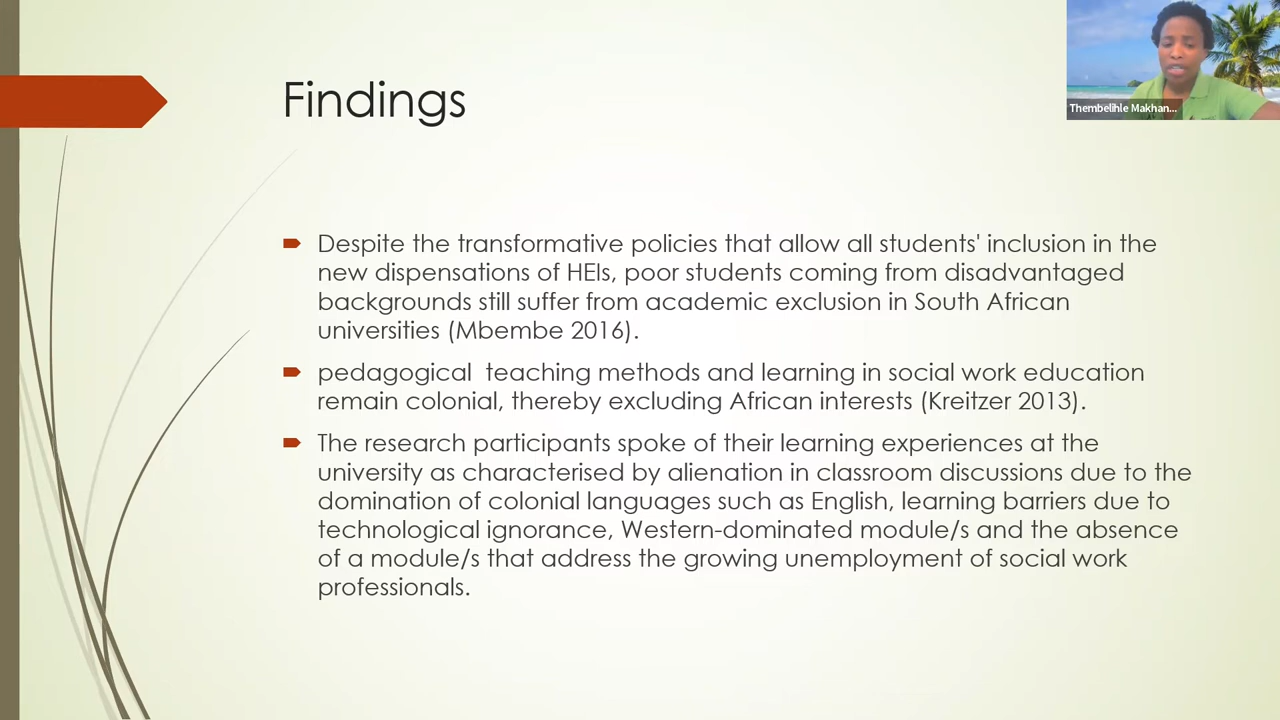 Findings
Thembelihle Makhan...
Despite the transformative policies that allow all students' inclusion in the
new dispensations of HEIs, poor students coming from disadvantaged
backgrounds still suffer from academic exclusion in South African
universities (Mbembe 2016).
pedagogical  teaching methods and learning in social work education
remain colonial, thereby excluding African interests (Kreitzer 2013).
The research participants spoke of their learning experiences at the
university as characterised by alienation in classroom discussions due to the
domination of colonial languages such as English, learning barriers due to
technological ignorance, Western-dominated module/s and the absence
of a module/s that address the growing unemployment of social work
professionals.